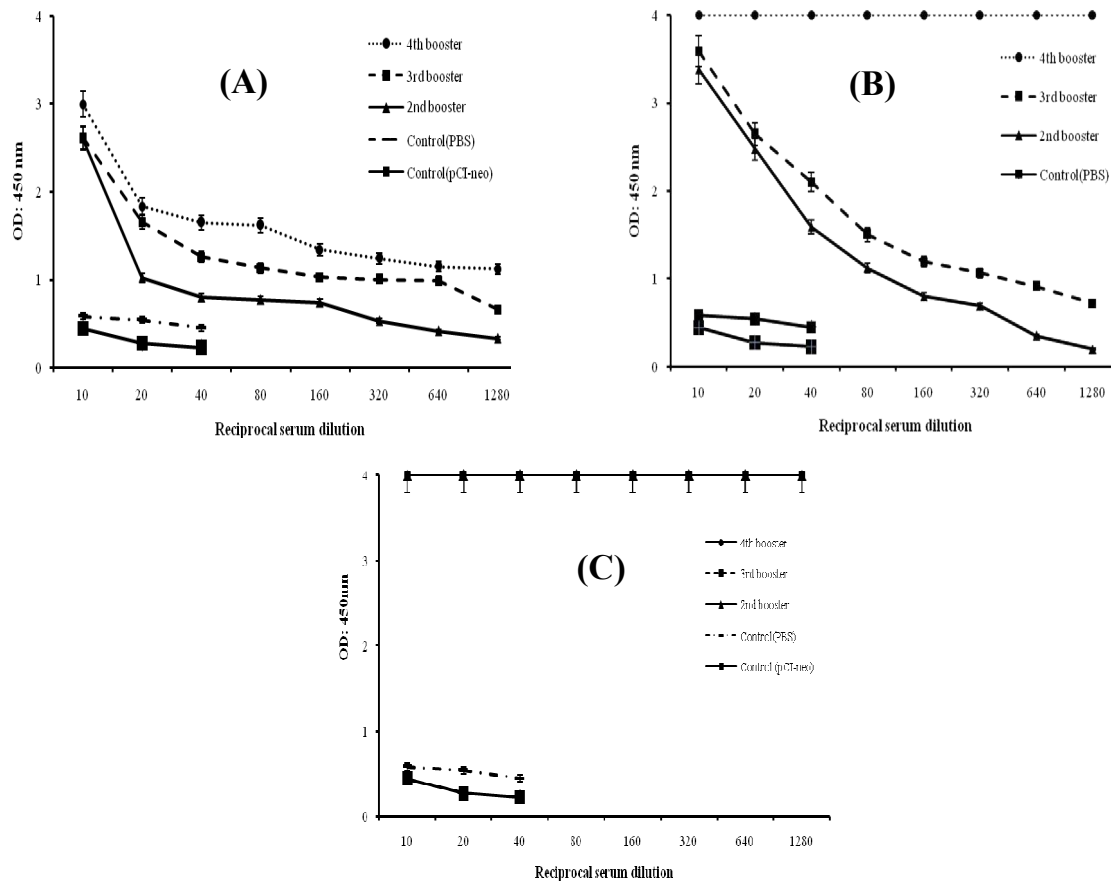 4
3
2
1
0
OD: 450 nm
(A)
4th booster
3rd booster
2nd booster
Control(PBS)
Control(pCI-neo)
10 20 40 80 160 320 640 1280
Reciprocal serum dilution
4
3
2
1
0
OD: 450 nm
(B)
4th booster
3rd booster
2nd booster
Control(PBS)
10 20 40 80 160 320 640 1280
Reciprocal serum dilution
4
3
2
1
0
OD: 450nm
(C)
4th booster
3rd booster
2nd booster
Control(PBS)
Control (pCI-neo)
10 20 40 80 160 320 640 1280
Reciprocal serum dilution